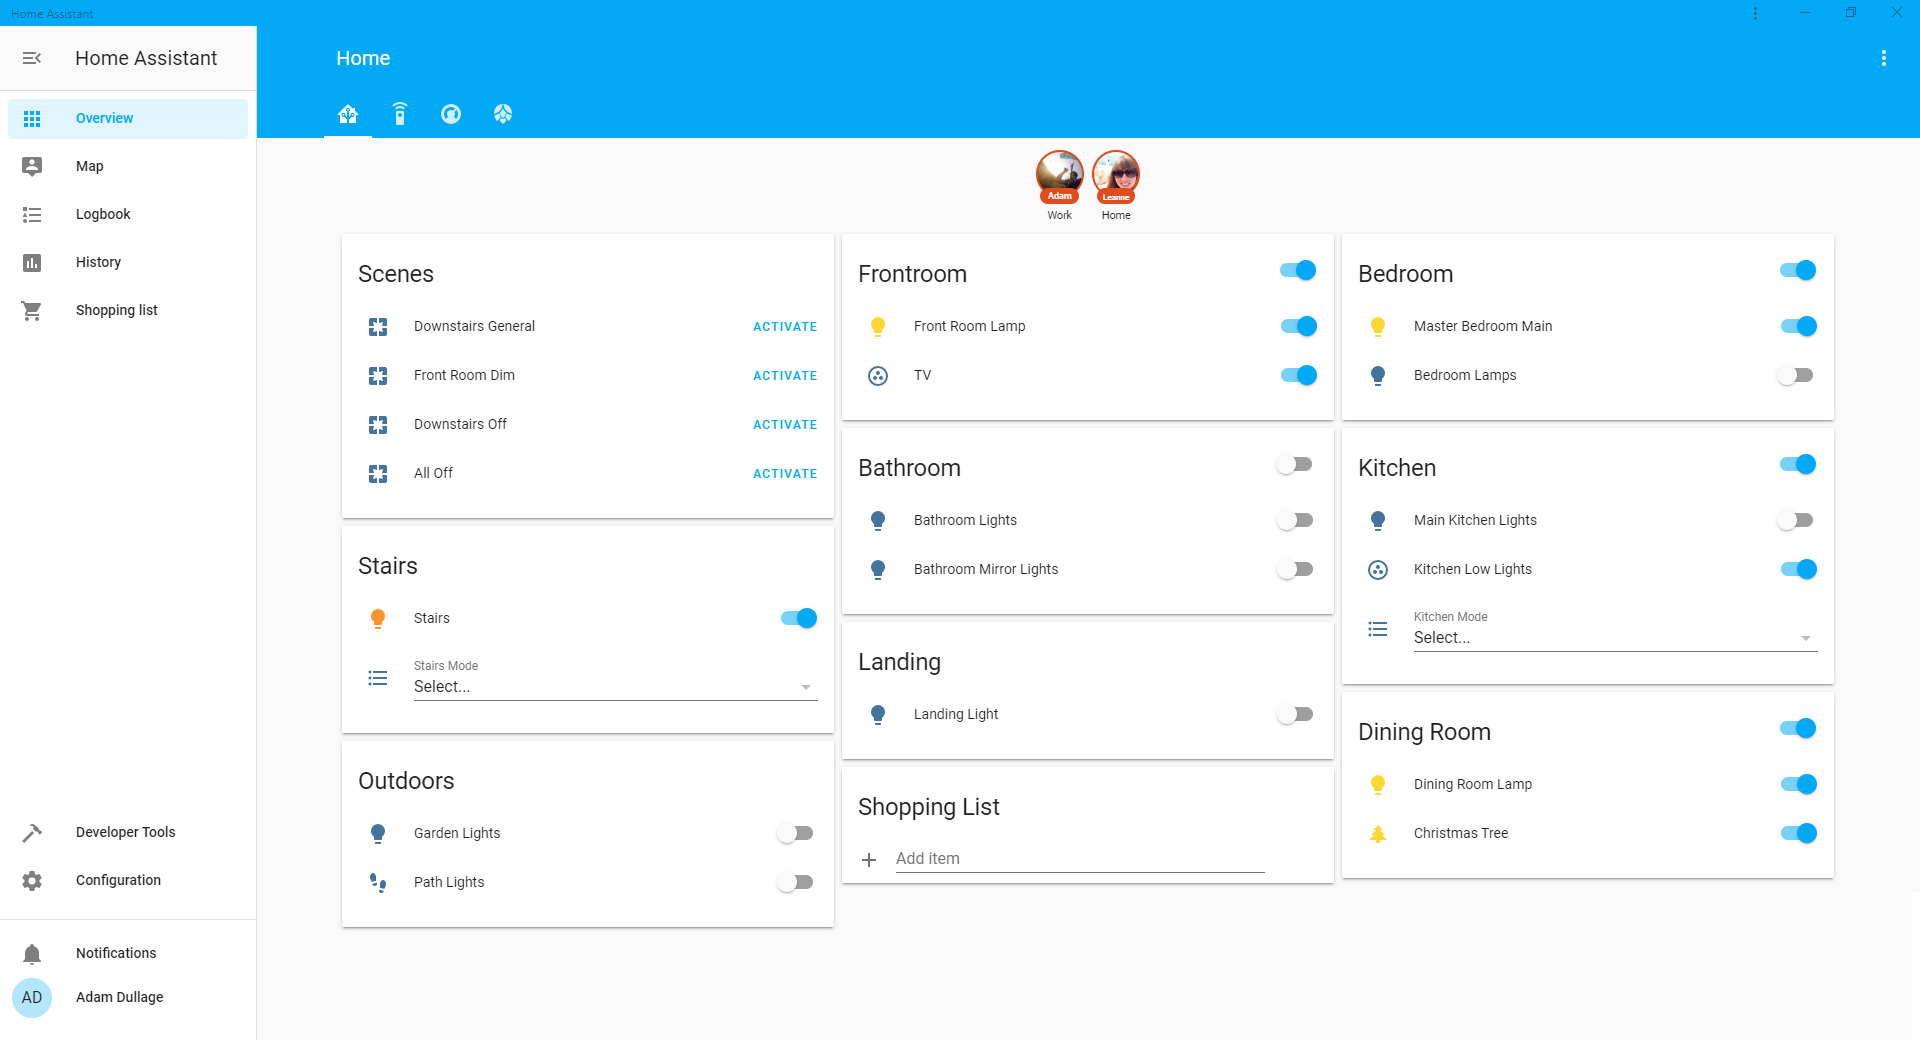 Home Assistant
Home Assistant
Home
Overview
Map
Logbook
History
Shopping list
Developer Tools
Configuration
Notifications
AD
Adam Dullage
Adam
Leanne
Work
Home
Scenes
Downstairs General
ACTIVATE
Front Room Dim
ACTIVATE
Downstairs Off
ACTIVATE
All Off
ACTIVATE
Stairs
Stairs
Stairs Mode
Select...
Outdoors
Garden Lights
Path Lights
Frontroom
Front Room Lamp
TV
Bathroom
Bathroom Lights
Bathroom Mirror Lights
Landing
Landing Light
Shopping List
Add item
Bedroom
Master Bedroom Main
Bedroom Lamps
Kitchen
Main Kitchen Lights
Kitchen Low Lights
Kitchen Mode
Select...
Dining Room
Dining Room Lamp
Christmas Tree